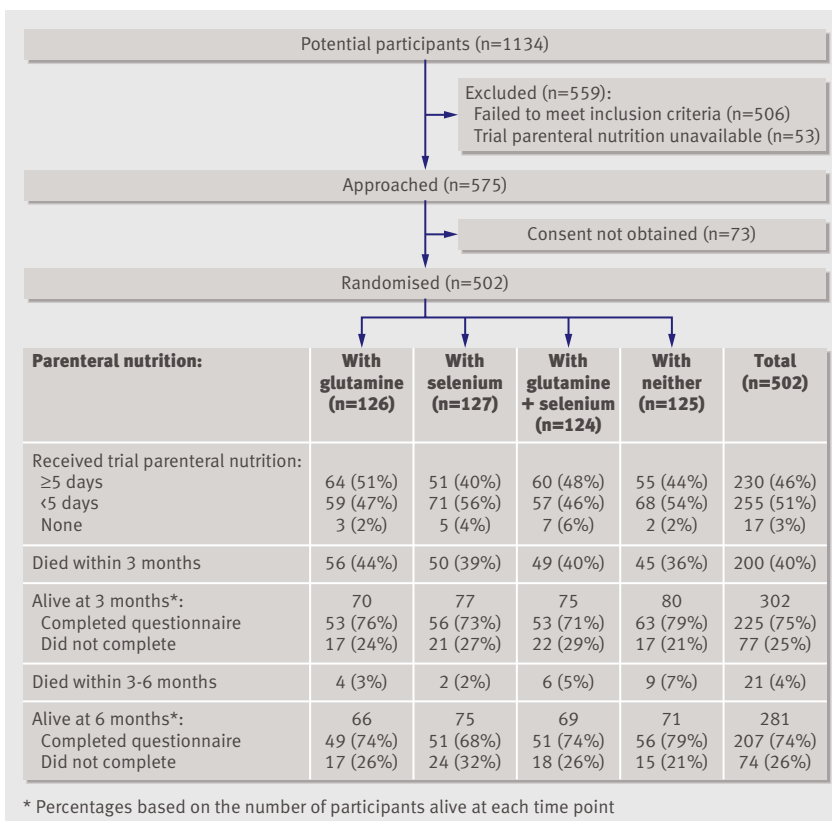 Potential participants (n=1134)
Excluded (n=559):
Failed to meet inclusion criteria (n=506)
Trial parenteral nutrition unavailable (n=53)
Approached (n=575)
Consent not obtained (n=73)
Randomised (n=502)
Parenteral nutrition: With glutamine (n=126) With selenium (n=127) With glutamine + selenium (n=124) With neither (n=125) Total (n=502)
Received trial parenteral nutrition:
≥5 days 64 (51%) 51 (40%) 60 (48%) 55 (44%) 230 (46%)
<5 days 59 (47%) 71 (56%) 57 (46%) 68 (54%) 255 (51%)
None 3 (2%) 5 (4%) 7 (6%) 2 (2%) 17 (3%)
Died within 3 months 56 (44%) 50 (39%) 49 (40%) 45 (36%) 200 (40%)
Alive at 3 months*: 70 77 75 80 302
Completed questionnaire 53 (76%) 56 (73%) 53 (71%) 63 (79%) 225 (75%)
Did not complete 17 (24%) 21 (27%) 22 (29%) 17 (21%) 77 (25%)
Died within 3-6 months 4 (3%) 2 (2%) 6 (5%) 9 (7%) 21 (4%)
Alive at 6 months*: 66 75 69 71 281
Completed questionnaire 49 (74%) 51 (68%) 51 (74%) 56 (79%) 207 (74%)
Did not complete 17 (26%) 24 (32%) 18 (26%) 15 (21%) 74 (26%)
* Percentages based on the number of participants alive at each time point